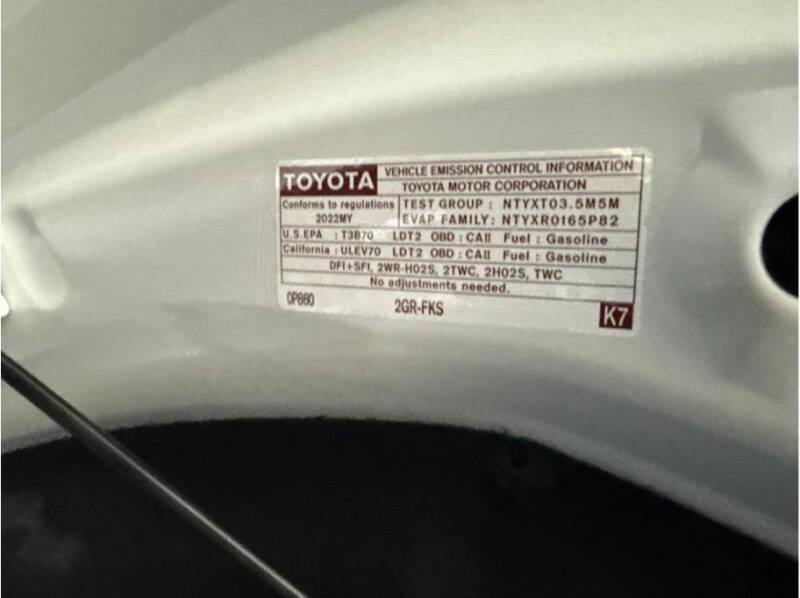 TOYOTA VEHICLE EMISSION CONTROL INFORMATION
TOYOTA MOTOR CORPORATION
Conforms to regulations TEST GROUP : NTYXT03.5M5M
2022MY EVAP FAMILY: NTYXR0165P82
U.S.EPA : T3B70 LDT2 OBD : CAII Fuel : Gasoline
California : ULEV70 LDT2 OBD : CAII Fuel : Gasoline
DFI+SFI, 2WR-HO2S, 2TWC, 2HO2S, TWC
No adjustments needed.
0P860 2GR-FKS K7